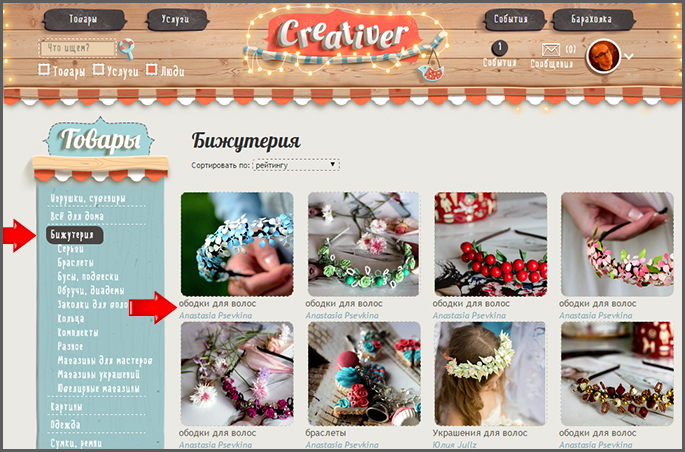 Товары
Услуги
Creativer
События
Барахолка
Что ищем?
Товары Услуги Люди
1
События
(0)
Сообщения
Товары
Бижутерия
Сортировать по: рейтингу
Игрушки, сувениры
Всё для дома
Бижутерия
Серьги
Браслеты
Бусы, подвески
Обручи, диадемы
Заколки для волос
Кольца
Комплекты
Разное
Магазины для мастеров
Магазины украшений
Ювелирные магазины
Картины
Одежда
Сумки, ремни
ободки для волос
Anastasia Psevkina
ободки для волос
Anastasia Psevkina
ободки для волос
Anastasia Psevkina
ободки для волос
Anastasia Psevkina
ободки для волос
Anastasia Psevkina
браслеты
Anastasia Psevkina
Украшения для волос
Юлия Juliz
ободки для волос
Anastasia Psevkina